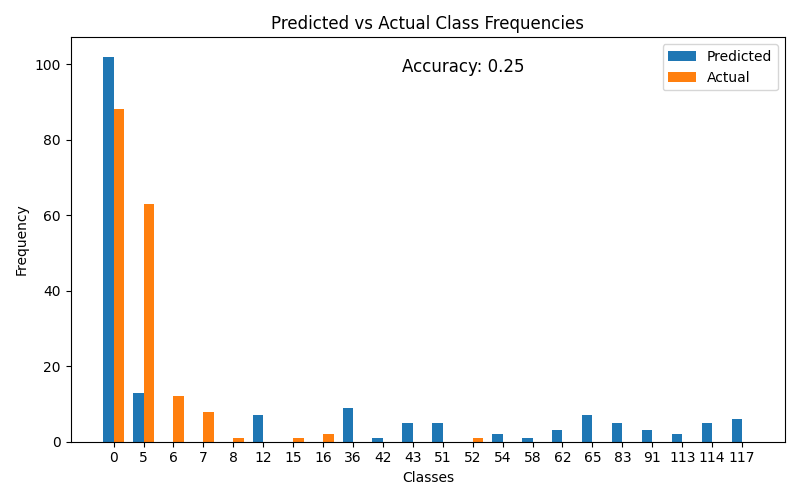 Predicted vs Actual Class Frequencies
Accuracy: 0.25
Predicted
Actual
Frequency
100
80
60
40
20
0
0 5 6 7 8 12 15 16 36 42 43 51 52 54 58 62 65 83 91 113 114 117
Classes